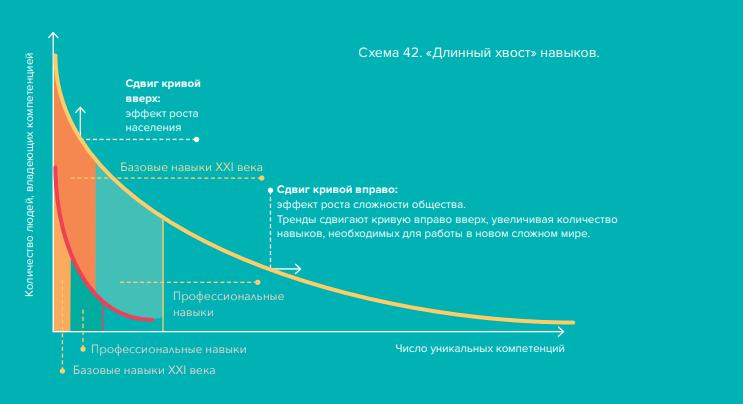 Схема 42. «Длинный хвост» навыков.
Количество людей, владеющих компетенцией
Сдвиг кривой
вверх:
эффект роста
населения
Базовые навыки XXI века
Сдвиг кривой вправо:
эффект роста сложности общества.
Тренды сдвигают кривую вправо вверх, увеличивая количество
навыков, необходимых для работы в новом сложном мире.
Профессиональные
навыки
Число уникальных компетенций
Профессиональные навыки
Базовые навыки XXI века